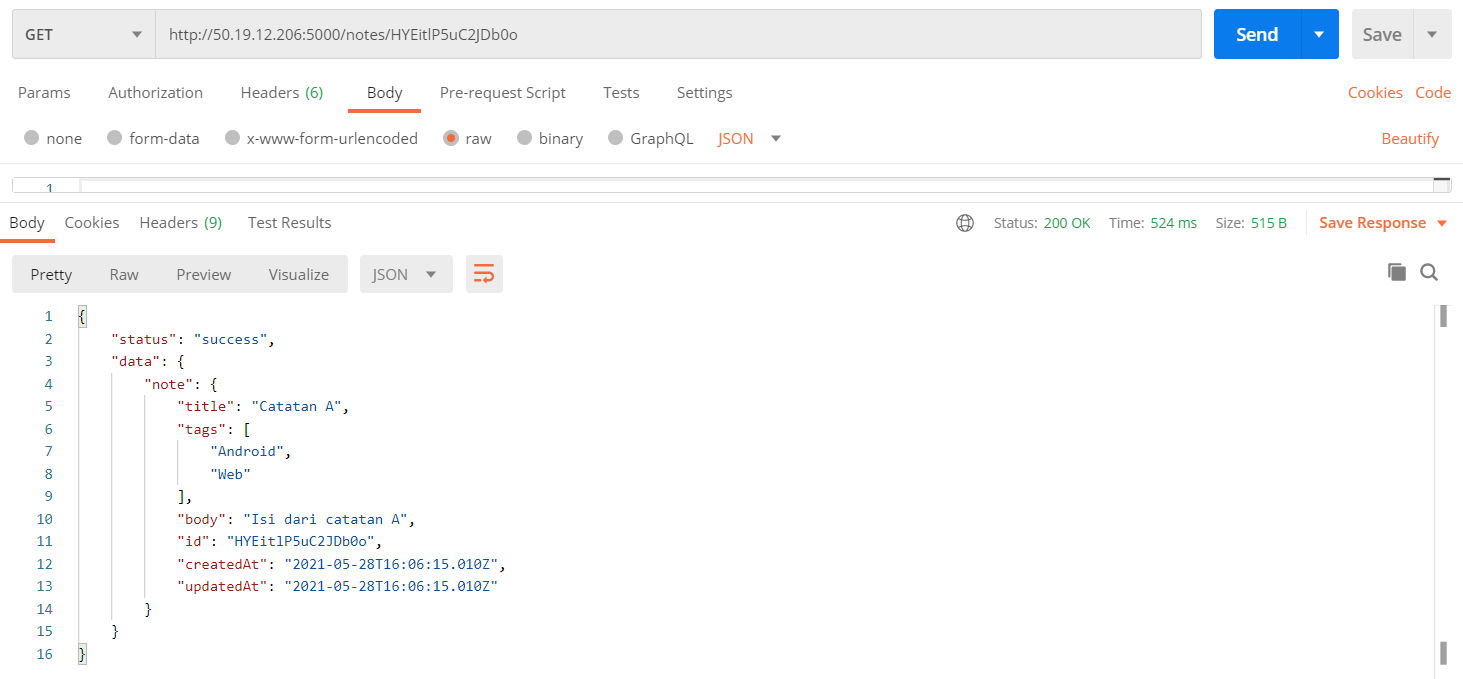 GET http://50.19.12.206:5000/notes/HYEitlP5uC2JDb0o Send Save
Params Authorization Headers (6) Body Pre-request Script Tests Settings Cookies Code
none form-data x-www-form-urlencoded raw binary GraphQL JSON Beautify
1
Body Cookies Headers (9) Test Results Status: 200 OK Time: 524 ms Size: 515 B Save Response
Pretty Raw Preview Visualize JSON
1 {
2 "status": "success",
3 "data": {
4 "note": {
5 "title": "Catatan A",
6 "tags": [
7 "Android",
8 "Web"
9 ],
10 "body": "Isi dari catatan A",
11 "id": "HYEitlP5uC2JDb0o",
12 "createdAt": "2021-05-28T16:06:15.010Z",
13 "updatedAt": "2021-05-28T16:06:15.010Z"
14 }
15 }
16 }